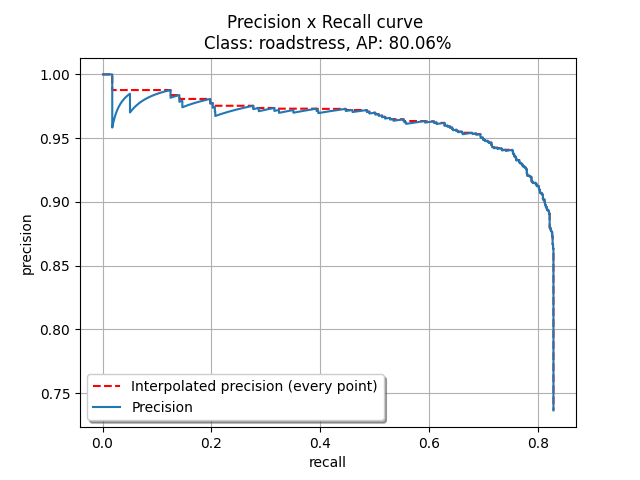 Precision x Recall curve
Class: roadstress, AP: 80.06%
1.00
0.95
0.90
0.85
0.80
0.75
precision
Interpolated precision (every point)
Precision
0.0 0.2 0.4 0.6 0.8
recall